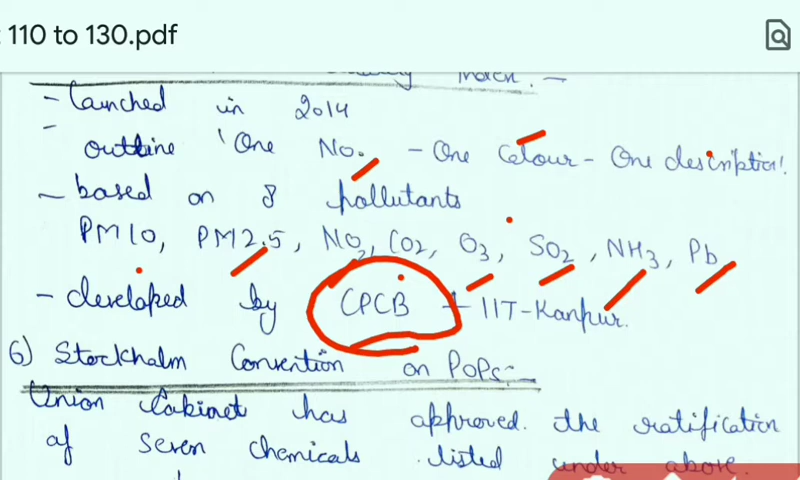 110 to 130.pdf
Index. –
– launched in 2014
– outline 'One No. – One Colour – One description'.
– based on 8 pollutants
PM10, PM2.5, NO2, CO2, O3, SO2, NH3, Pb
– developed by CPCB + IIT-Kanpur.
6) Stockhalm Convention on POPs:–
Union Cabinet has approved the ratification
of seven chemicals listed under above.